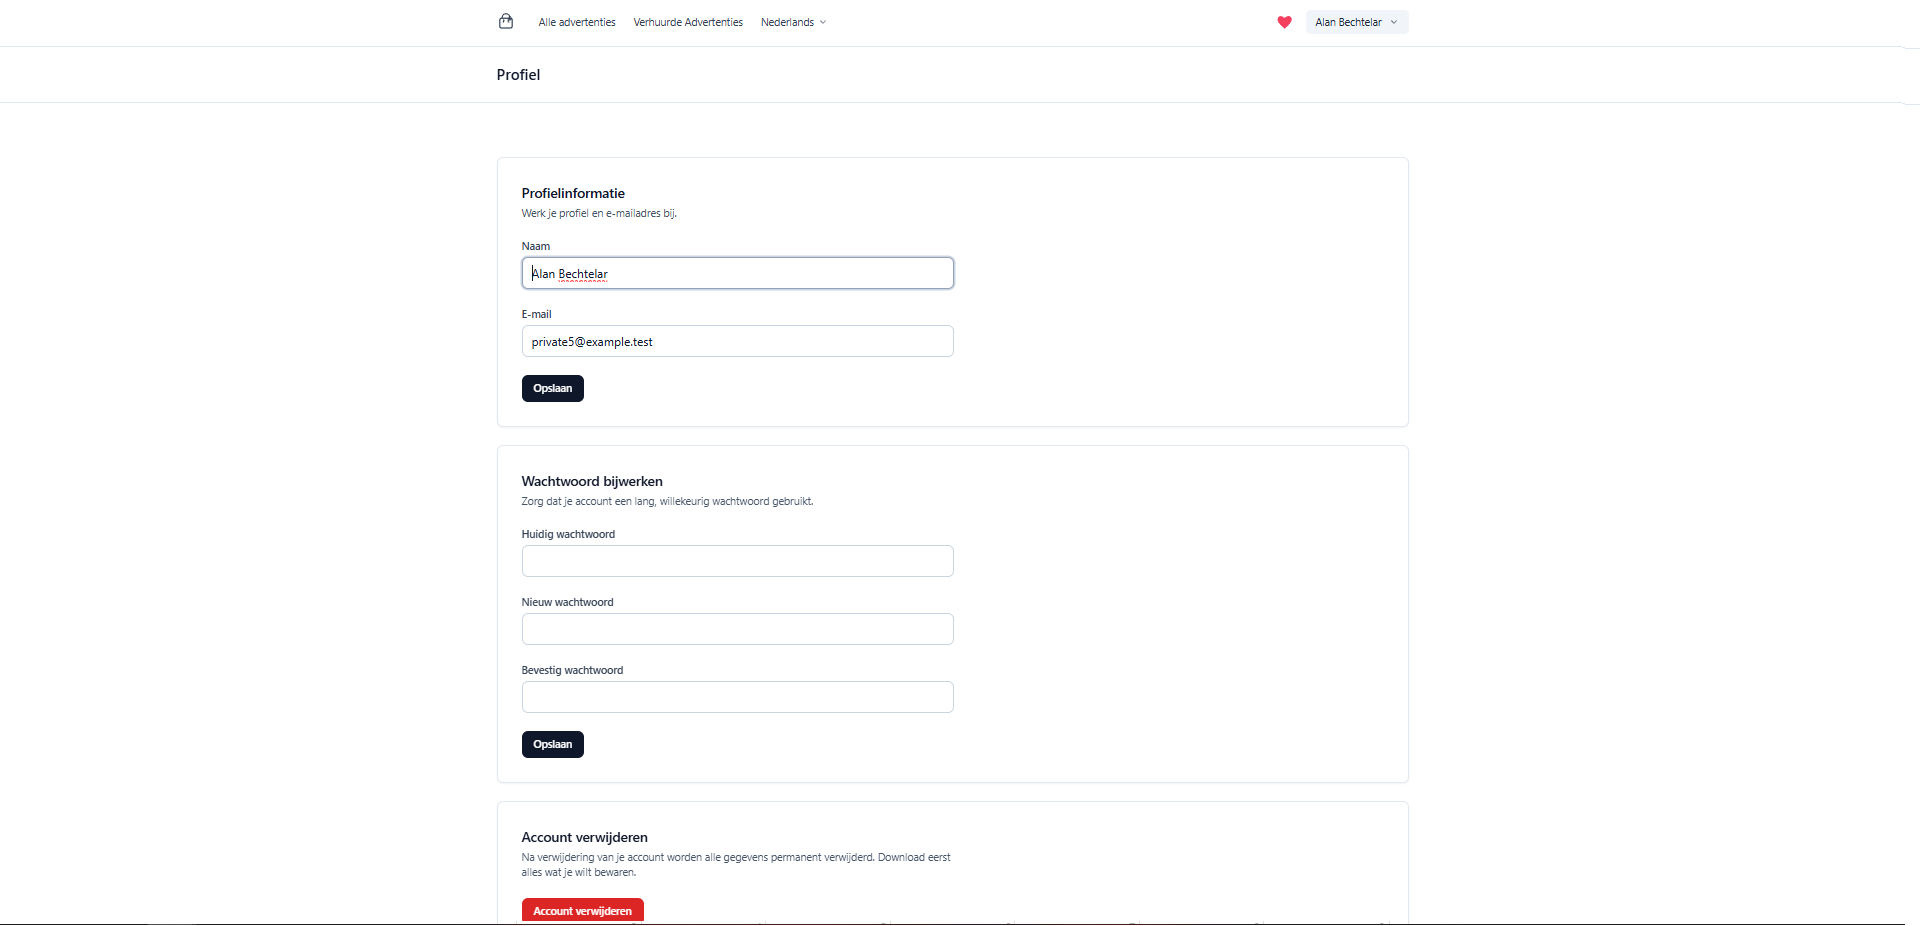 Alle advertenties Verhuurde Advertenties Nederlands Alan Bechtelar
Profiel
Profielinformatie
Werk je profiel en e-mailadres bij.
Naam
Alan Bechtelar
E-mail
private5@example.test
Opslaan
Wachtwoord bijwerken
Zorg dat je account een lang, willekeurig wachtwoord gebruikt.
Huidig wachtwoord
Nieuw wachtwoord
Bevestig wachtwoord
Opslaan
Account verwijderen
Na verwijdering van je account worden alle gegevens permanent verwijderd. Download eerst
alles wat je wilt bewaren.
Account verwijderen